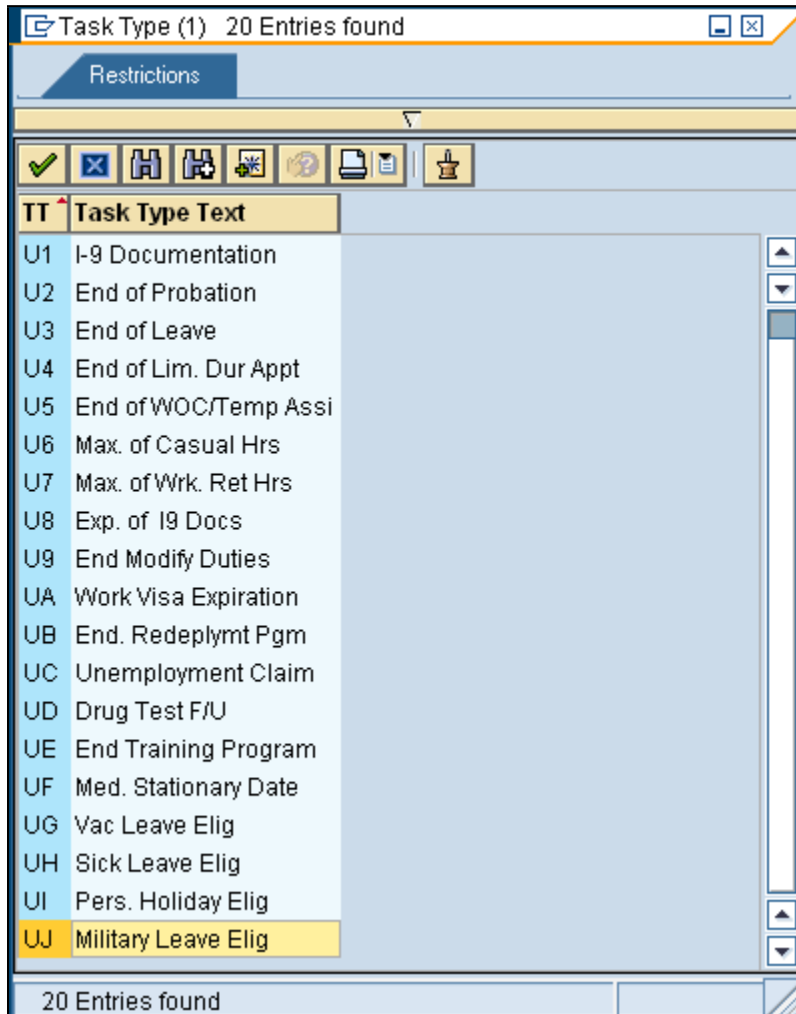 Task Type (1) 20 Entries found
Restrictions
TT Task Type Text
U1 I-9 Documentation
U2 End of Probation
U3 End of Leave
U4 End of Lim. Dur Appt
U5 End of WOC/Temp Assi
U6 Max. of Casual Hrs
U7 Max. of Wrk. Ret Hrs
U8 Exp. of I9 Docs
U9 End Modify Duties
UA Work Visa Expiration
UB End. Redeplymt Pgm
UC Unemployment Claim
UD Drug Test F/U
UE End Training Program
UF Med. Stationary Date
UG Vac Leave Elig
UH Sick Leave Elig
UI Pers. Holiday Elig
UJ Military Leave Elig
20 Entries found